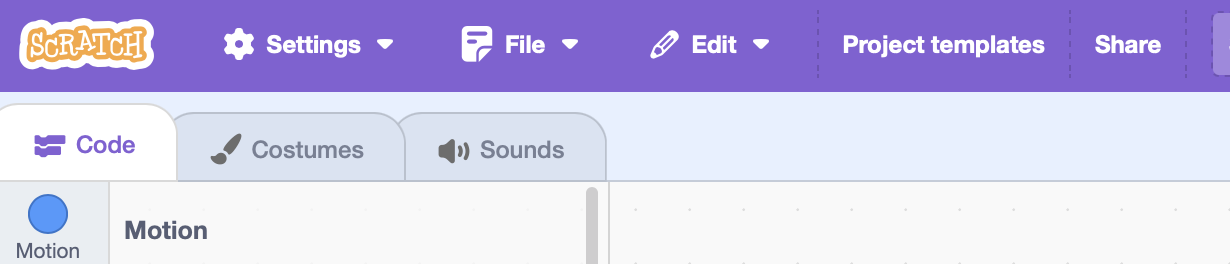 SCRATCH Settings File Edit Project templates Share
Code Costumes Sounds
Motion
Motion